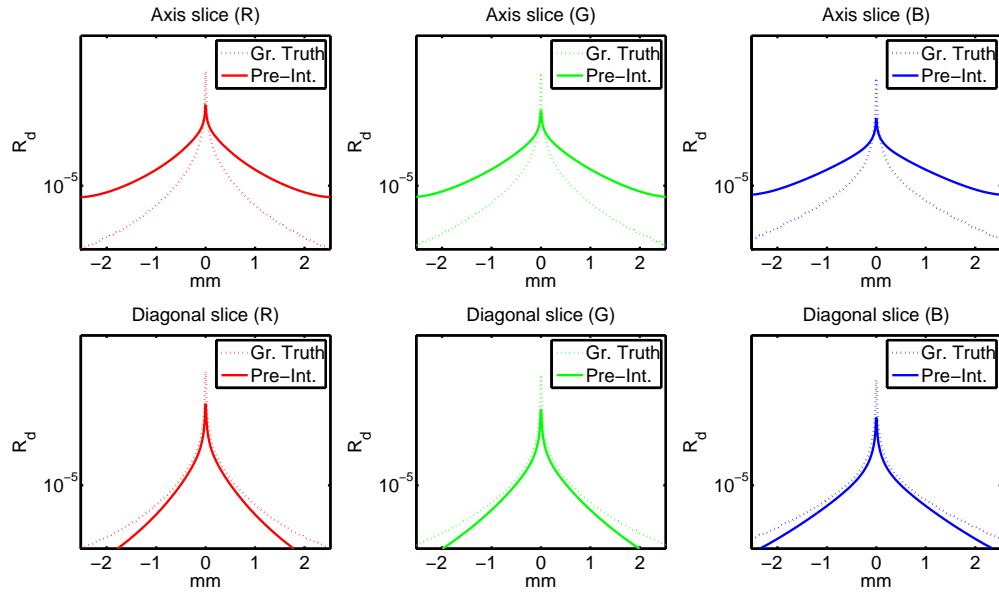 Axis slice (R)
Gr. Truth
Pre−Int.
R_d
10^−5
−2 −1 0 1 2
mm
Axis slice (G)
Gr. Truth
Pre−Int.
R_d
10^−5
−2 −1 0 1 2
mm
Axis slice (B)
Gr. Truth
Pre−Int.
R_d
10^−5
−2 −1 0 1 2
mm
Diagonal slice (R)
Gr. Truth
Pre−Int.
R_d
10^−5
−2 −1 0 1 2
mm
Diagonal slice (G)
Gr. Truth
Pre−Int.
R_d
10^−5
−2 −1 0 1 2
mm
Diagonal slice (B)
Gr. Truth
Pre−Int.
R_d
10^−5
−2 −1 0 1 2
mm